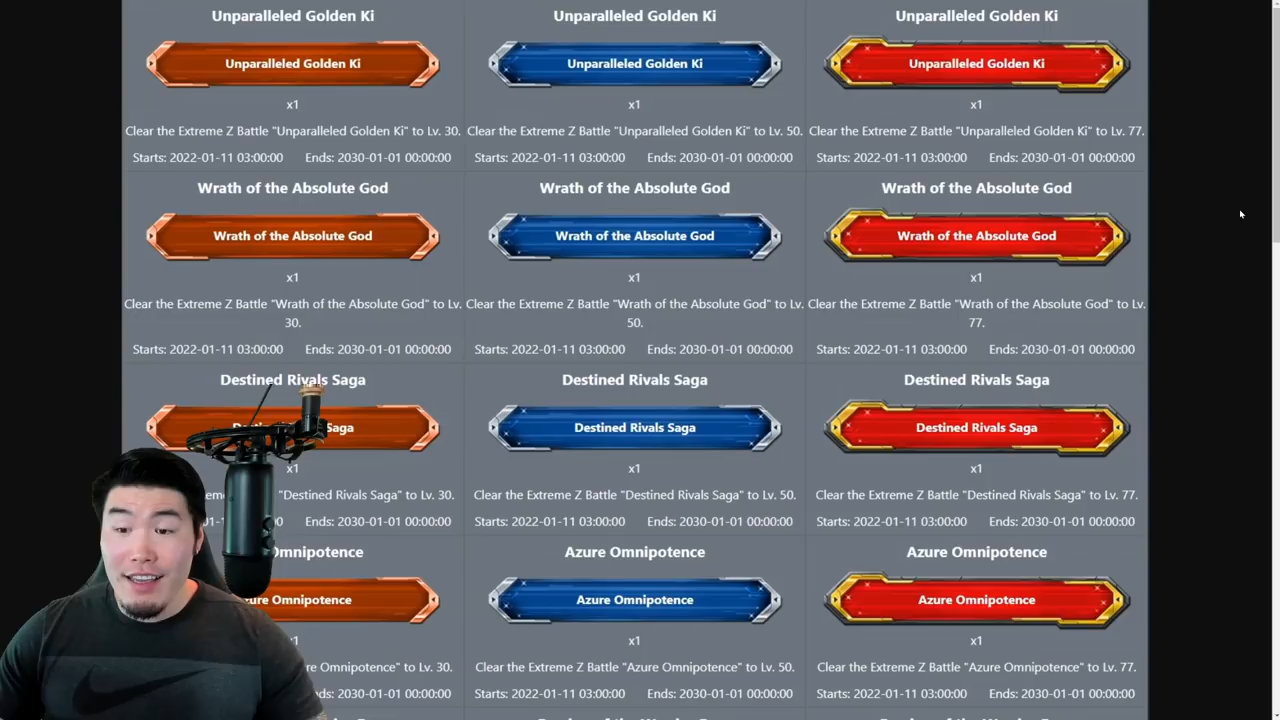 Unparalleled Golden Ki
Unparalleled Golden Ki
Unparalleled Golden Ki
Unparalleled Golden Ki
Unparalleled Golden Ki
Unparalleled Golden Ki
x1
x1
x1
Clear the Extreme Z Battle "Unparalleled Golden Ki" to Lv. 30.
Clear the Extreme Z Battle "Unparalleled Golden Ki" to Lv. 50.
Clear the Extreme Z Battle "Unparalleled Golden Ki" to Lv. 77.
Starts: 2022-01-11 03:00:00 Ends: 2030-01-01 00:00:00
Starts: 2022-01-11 03:00:00 Ends: 2030-01-01 00:00:00
Starts: 2022-01-11 03:00:00 Ends: 2030-01-01 00:00:00
Wrath of the Absolute God
Wrath of the Absolute God
Wrath of the Absolute God
Wrath of the Absolute God
Wrath of the Absolute God
Wrath of the Absolute God
x1
x1
x1
Clear the Extreme Z Battle "Wrath of the Absolute God" to Lv.
30.
Clear the Extreme Z Battle "Wrath of the Absolute God" to Lv.
50.
Clear the Extreme Z Battle "Wrath of the Absolute God" to Lv.
77.
Starts: 2022-01-11 03:00:00 Ends: 2030-01-01 00:00:00
Starts: 2022-01-11 03:00:00 Ends: 2030-01-01 00:00:00
Starts: 2022-01-11 03:00:00 Ends: 2030-01-01 00:00:00
Destined Rivals Saga
Destined Rivals Saga
Destined Rivals Saga
Saga
Destined Rivals Saga
Destined Rivals Saga
x1
x1
x1
"Destined Rivals Saga" to Lv. 30.
Clear the Extreme Z Battle "Destined Rivals Saga" to Lv. 50.
Clear the Extreme Z Battle "Destined Rivals Saga" to Lv. 77.
Ends: 2030-01-01 00:00:00
Starts: 2022-01-11 03:00:00 Ends: 2030-01-01 00:00:00
Starts: 2022-01-11 03:00:00 Ends: 2030-01-01 00:00:00
Omnipotence
Azure Omnipotence
Azure Omnipotence
Omnipotence
Azure Omnipotence
Azure Omnipotence
x1
x1
Omnipotence" to Lv. 30.
Clear the Extreme Z Battle "Azure Omnipotence" to Lv. 50.
Clear the Extreme Z Battle "Azure Omnipotence" to Lv. 77.
2030-01-01 00:00:00
Starts: 2022-01-11 03:00:00 Ends: 2030-01-01 00:00:00
Starts: 2022-01-11 03:00:00 Ends: 2030-01-01 00:00:00